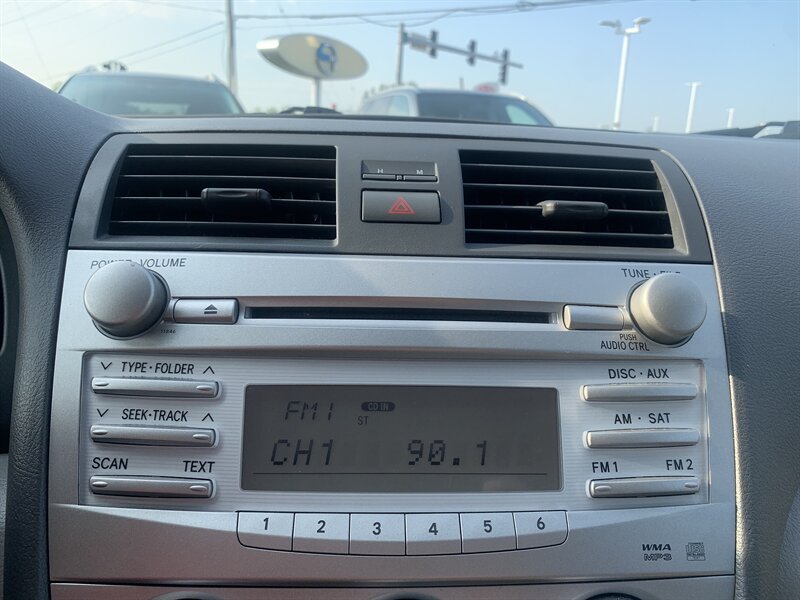 H M
POWER · VOLUME
TUNE · FILE
11846
PUSH
AUDIO CTRL
TYPE · FOLDER
DISC · AUX
FM1 CD IN
ST
SEEK · TRACK
AM · SAT
CH1 90.1
SCAN TEXT
FM1 FM2
1 2 3 4 5 6
WMA
MP3